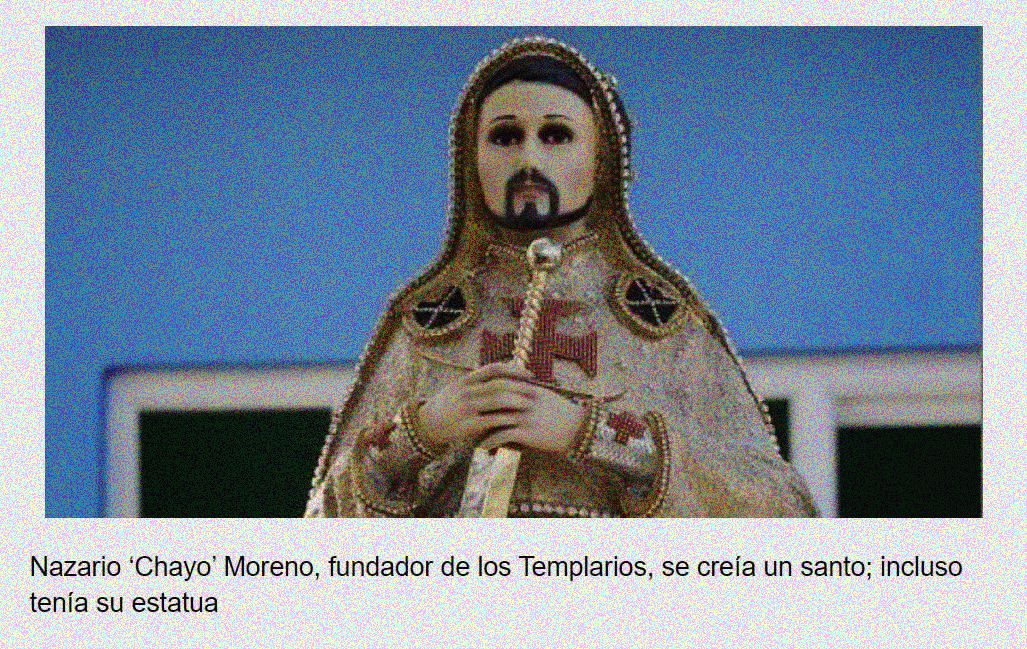 Nazario ‘Chayo’ Moreno, fundador de los Templarios, se creía un santo; incluso
tenía su estatua